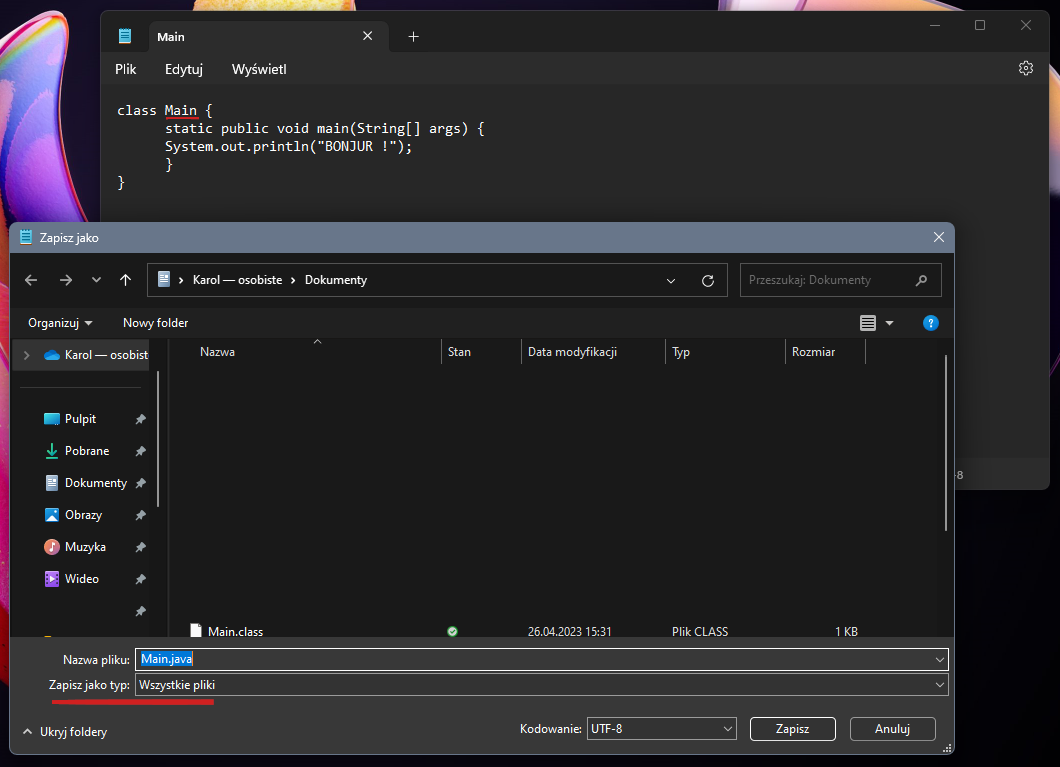 Main
Plik Edytuj Wyświetl
class Main {
static public void main(String[] args) {
System.out.println("BONJUR !");
}
}
Zapisz jako
Karol — osobiste > Dokumenty
Przeszukaj: Dokumenty
Organizuj Nowy folder
Karol — osobist
Nazwa Stan Data modyfikacji Typ Rozmiar
Pulpit
Pobrane
Dokumenty
Obrazy
Muzyka
Wideo
Main.class 26.04.2023 15:31 Plik CLASS 1 KB
-8
Nazwa pliku: Main.java
Zapisz jako typ: Wszystkie pliki
Ukryj foldery
Kodowanie: UTF-8
Zapisz
Anuluj